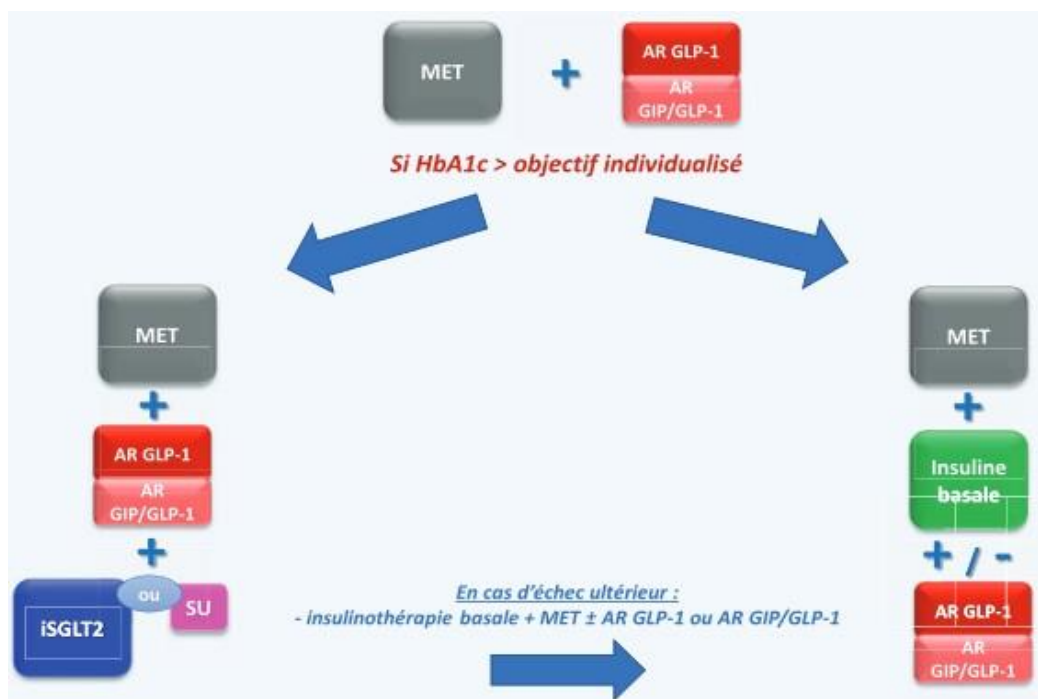 MET
+
AR GLP-1
AR
GIP/GLP-1
Si HbA1c > objectif individualisé
MET
+
AR GLP-1
AR
GIP/GLP-1
+
iSGLT2
ou
SU
En cas d'échec ultérieur :
- insulinothérapie basale + MET ± AR GLP-1 ou AR GIP/GLP-1
MET
+
Insuline
basale
+ / -
AR GLP-1
AR
GIP/GLP-1